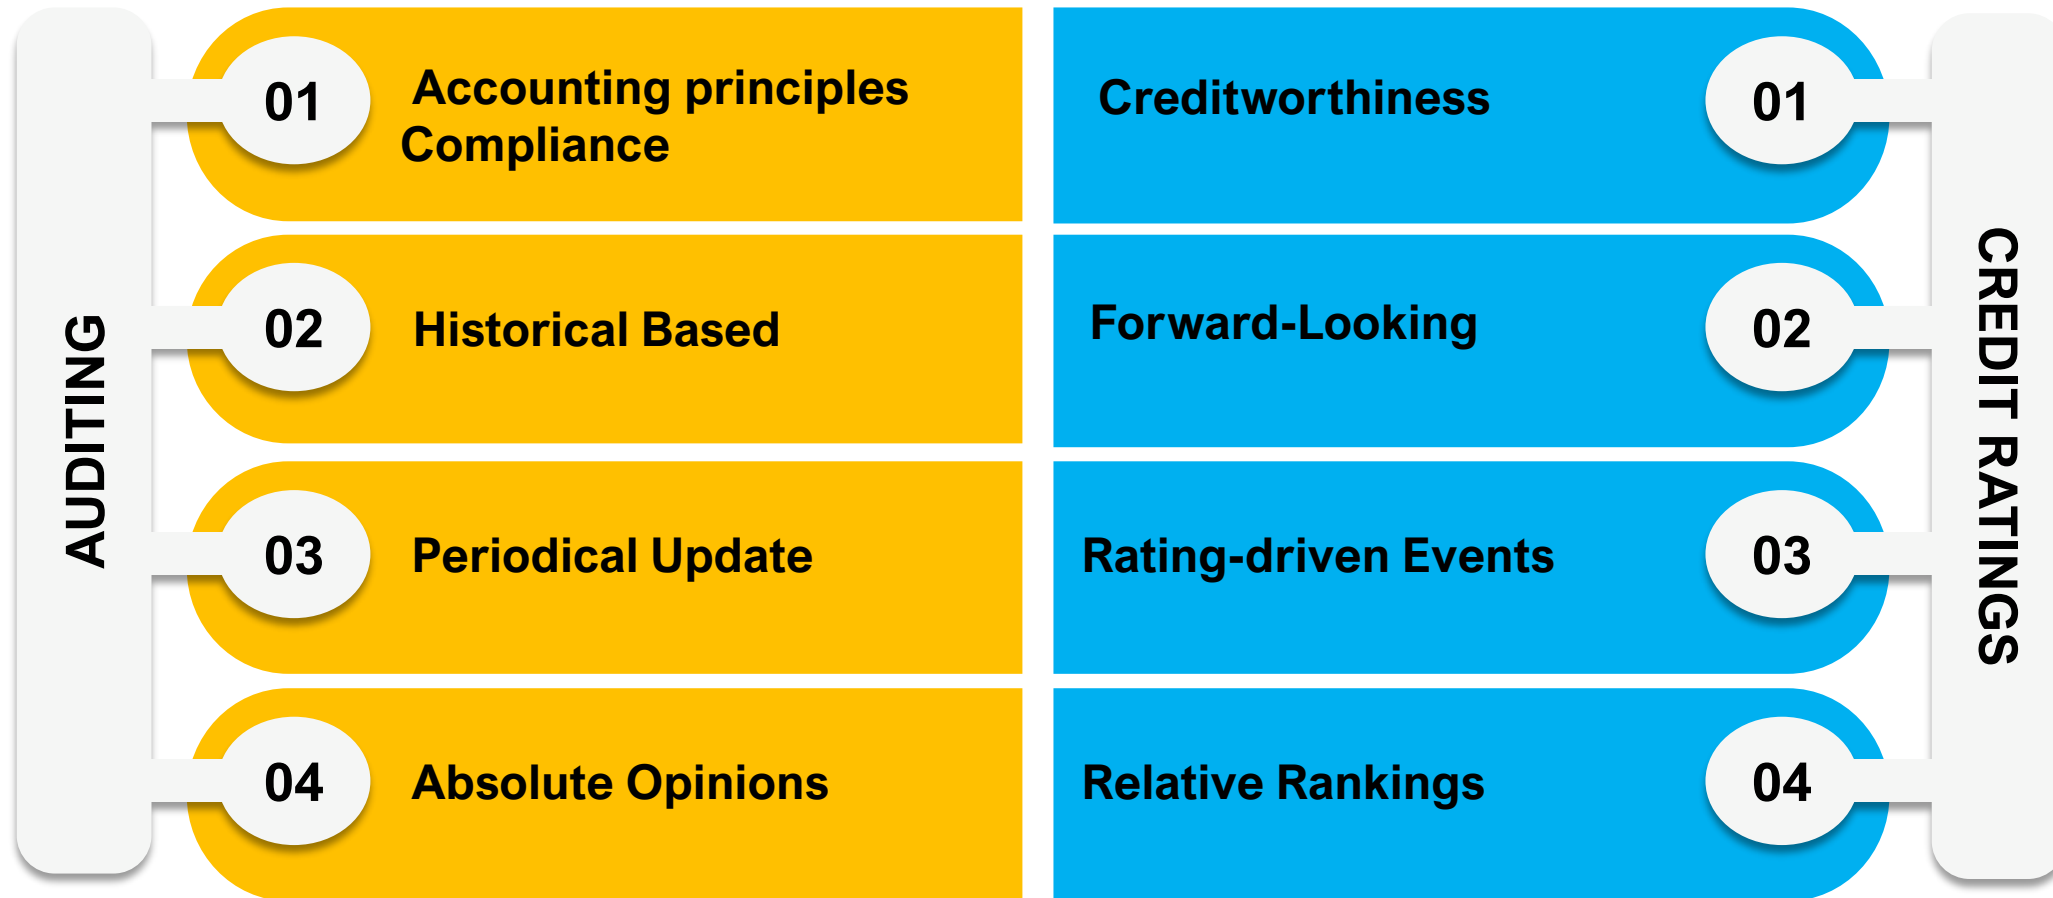 AUDITING
01
Accounting principles
Compliance
02
Historical Based
03
Periodical Update
04
Absolute Opinions
Creditworthiness
01
Forward-Looking
02
Rating-driven Events
03
Relative Rankings
04
CREDIT RATINGS